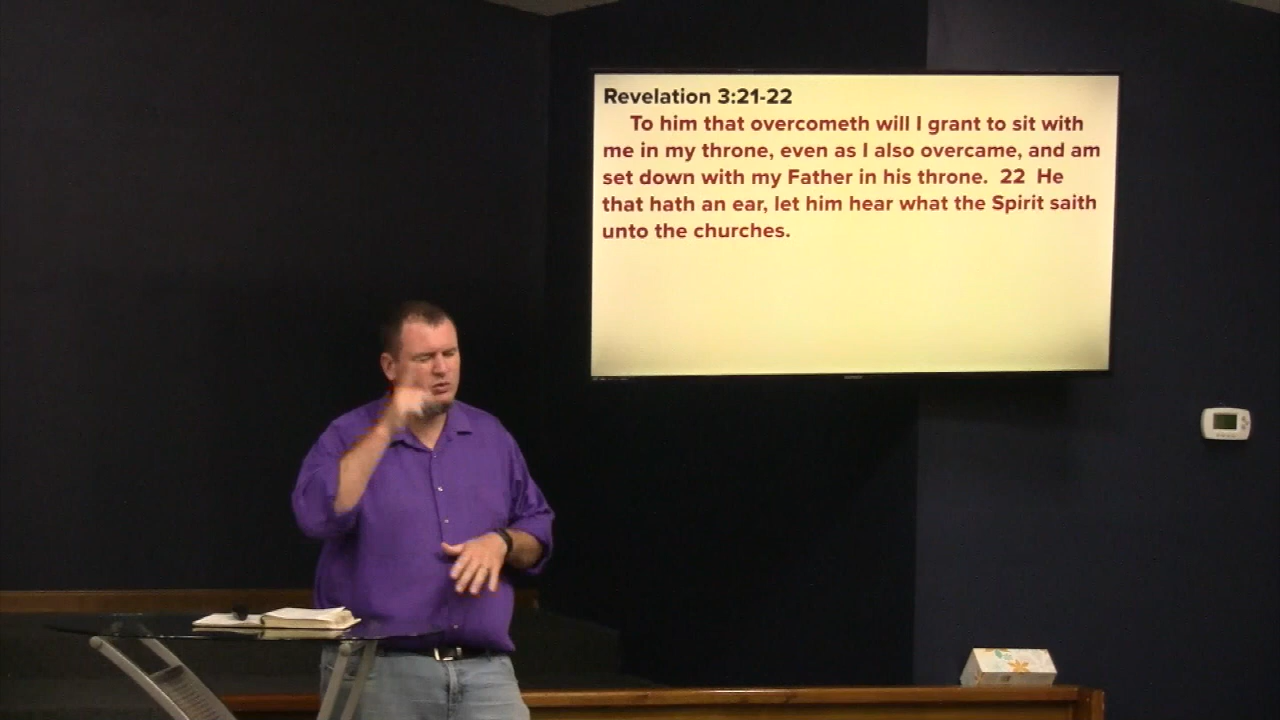 Revelation 3:21-22
To him that overcometh will I grant to sit with
me in my throne, even as I also overcame, and am
set down with my Father in his throne. 22 He
that hath an ear, let him hear what the Spirit saith
unto the churches.